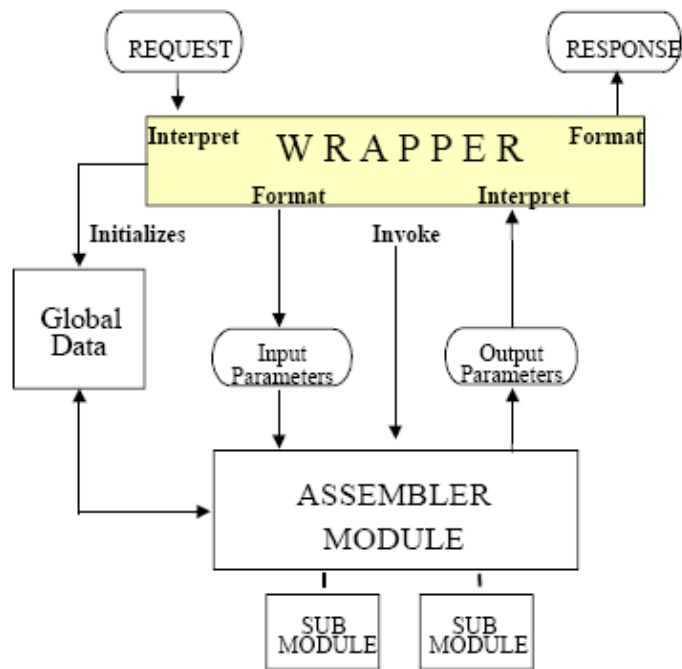 REQUEST
RESPONSE
Interpret
WRAPPER
Format
Format
Interpret
Initializes
Invoke
Global
Data
Input
Parameters
Output
Parameters
ASSEMBLER
MODULE
SUB
MODULE
SUB
MODULE